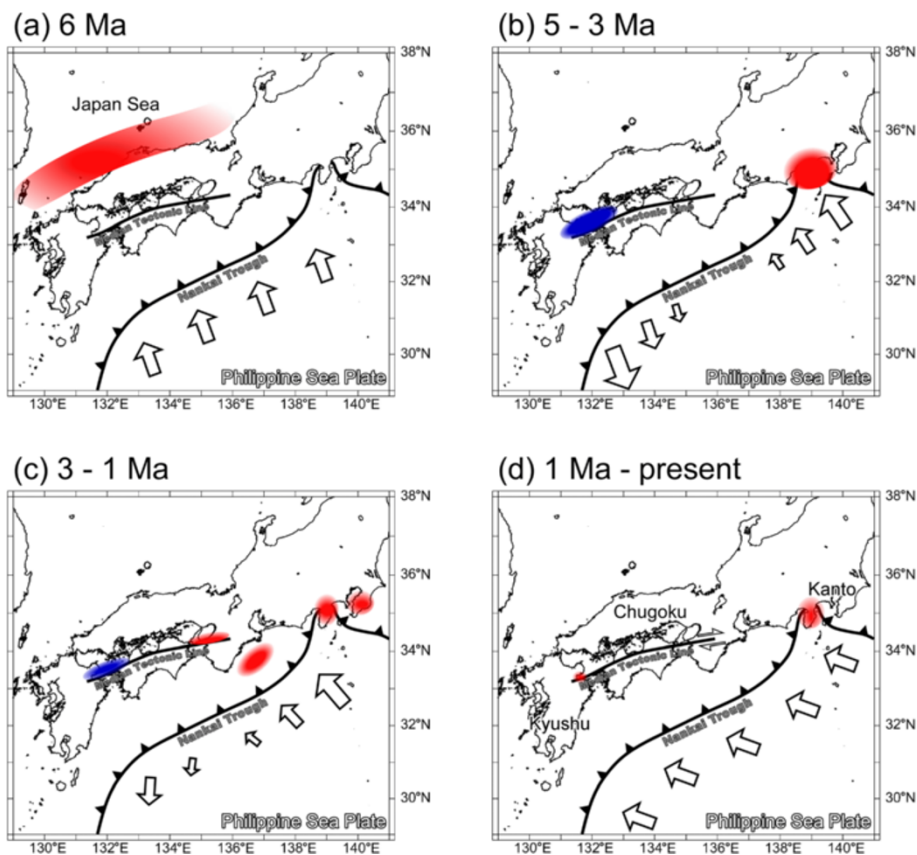 (a) 6 Ma
38°N
Japan Sea
36°N
34°N
Median Tectonic Line
32°N
Nankai Trough
30°N
Philippine Sea Plate
130°E 132°E 134°E 136°E 138°E 140°E
(b) 5 - 3 Ma
38°N
36°N
34°N
Median Tectonic Line
32°N
Nankai Trough
30°N
Philippine Sea Plate
130°E 132°E 134°E 136°E 138°E 140°E
(c) 3 - 1 Ma
38°N
36°N
34°N
Median Tectonic Line
32°N
Nankai Trough
30°N
Philippine Sea Plate
130°E 132°E 134°E 136°E 138°E 140°E
(d) 1 Ma - present
38°N
36°N
Kanto
Chugoku
34°N
Median Tectonic Line
Kyushu
32°N
Nankai Trough
30°N
Philippine Sea Plate
130°E 132°E 134°E 136°E 138°E 140°E